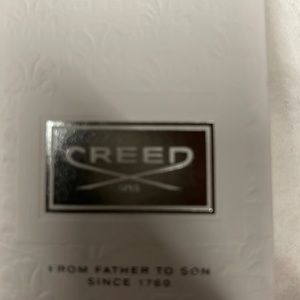 CREED
FROM FATHER TO SON
SINCE 1760